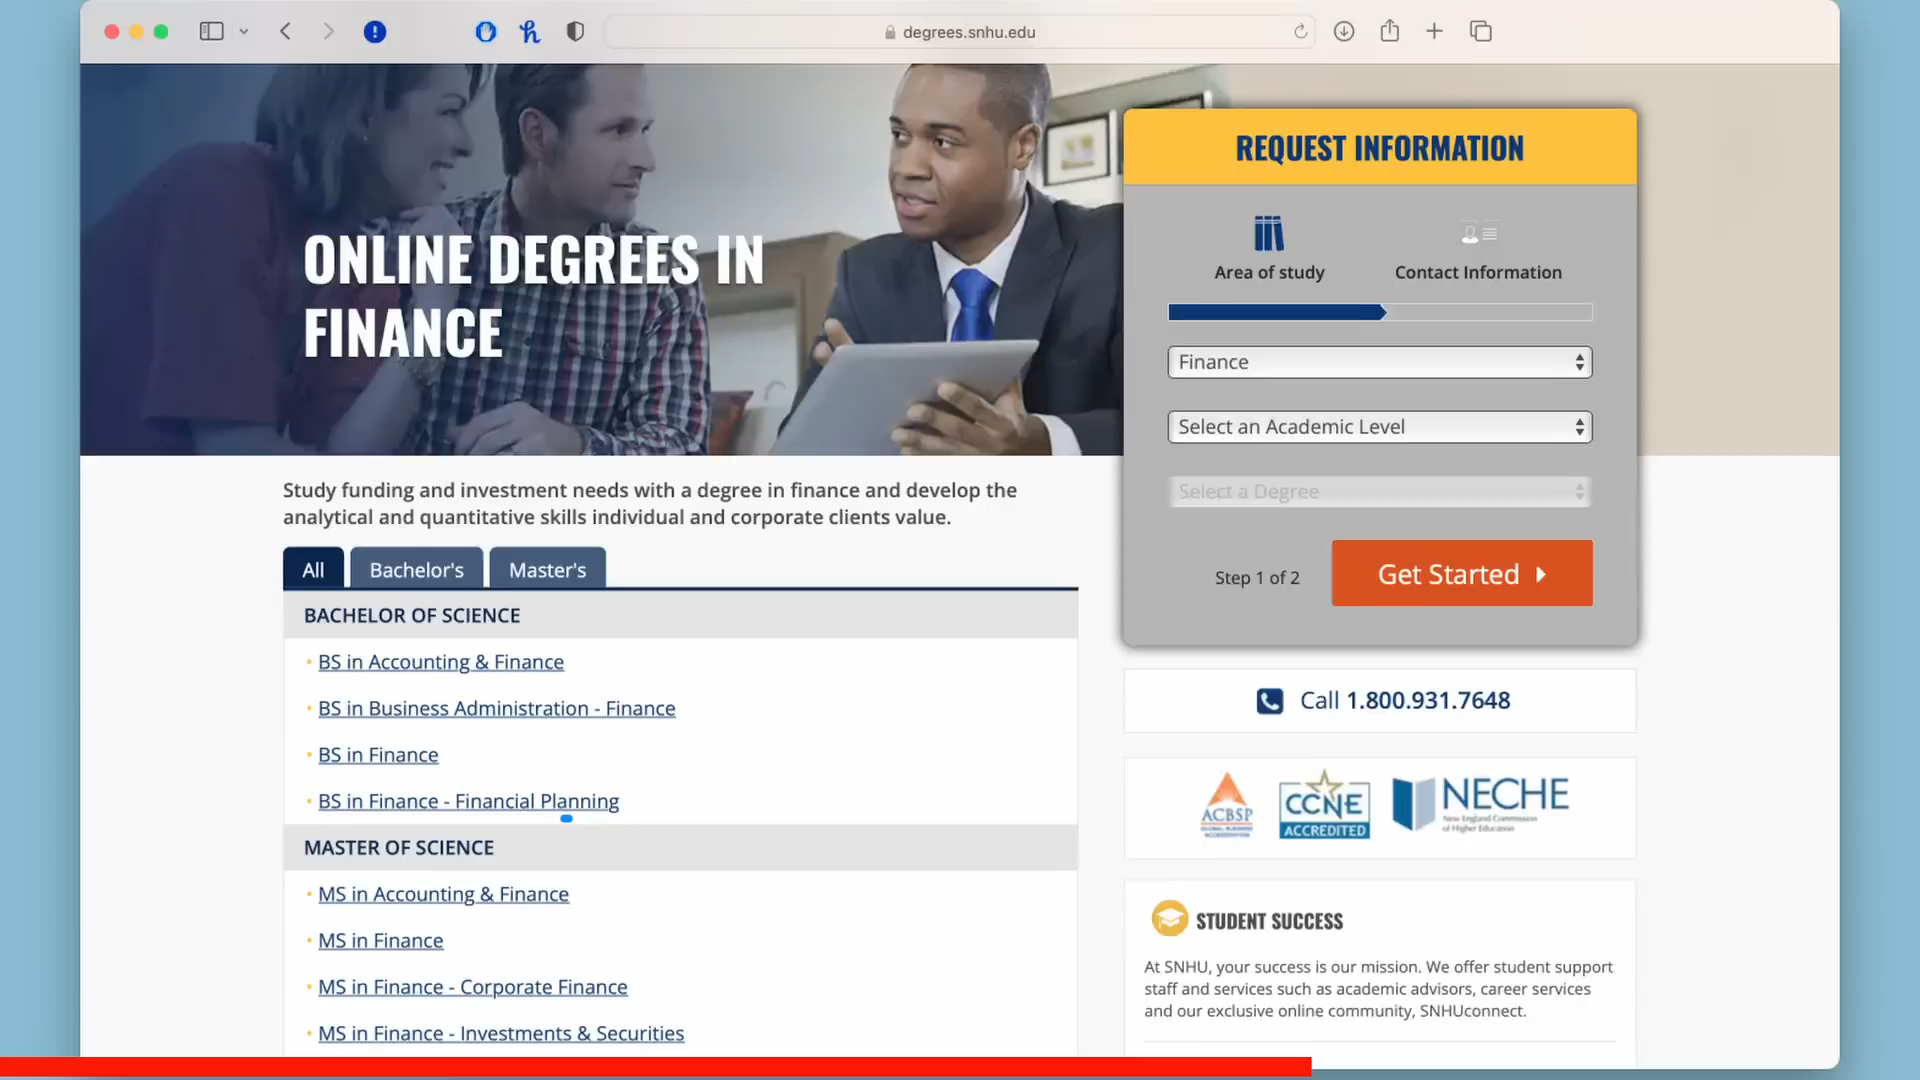 degrees.snhu.edu
ONLINE DEGREES IN
FINANCE
Study funding and investment needs with a degree in finance and develop the
analytical and quantitative skills individual and corporate clients value.
All
Bachelor's
Master's
BACHELOR OF SCIENCE
BS in Accounting & Finance
BS in Business Administration - Finance
BS in Finance
BS in Finance - Financial Planning
MASTER OF SCIENCE
MS in Accounting & Finance
MS in Finance
MS in Finance - Corporate Finance
MS in Finance - Investments & Securities
REQUEST INFORMATION
Area of study
Contact Information
Finance
Select an Academic Level
Select a Degree
Step 1 of 2
Get Started
Call 1.800.931.7648
ACBSP
CCNE
ACCREDITED
NECHE
New England Commission
of Higher Education
STUDENT SUCCESS
At SNHU, your success is our mission. We offer student support
staff and services such as academic advisors, career services
and our exclusive online community, SNHUconnect.